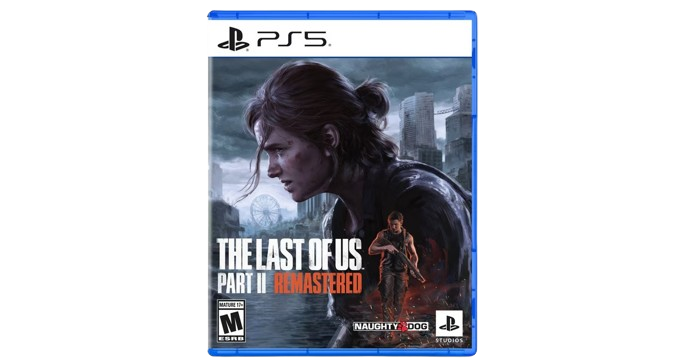 PS5
THE LAST OF US
PART II REMASTERED
MATURE 17+
M
ESRB
NAUGHTY DOG
STUDIOS